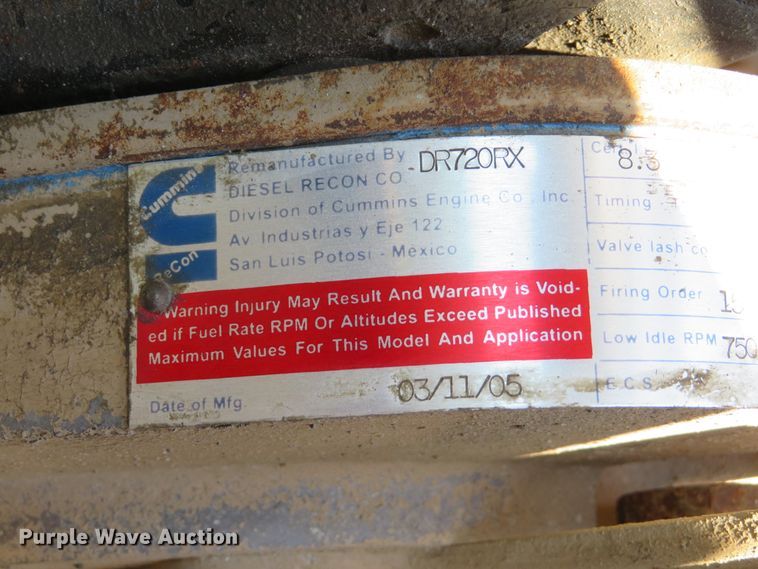 Cummins
ReCon
Remanufactured By DR720RX
DIESEL RECON CO
Division of Cummins Engine Co., Inc.
Av Industrias y Eje 122
San Luis Potosi - Mexico
Warning Injury May Result And Warranty is Void-
ed if Fuel Rate RPM Or Altitudes Exceed Published
Maximum Values For This Model And Application
Date of Mfg. 03/11/05
8.3
Timing
Valve lash
Firing Order
Low Idle RPM 750
E.C.S.
Purple Wave Auction®